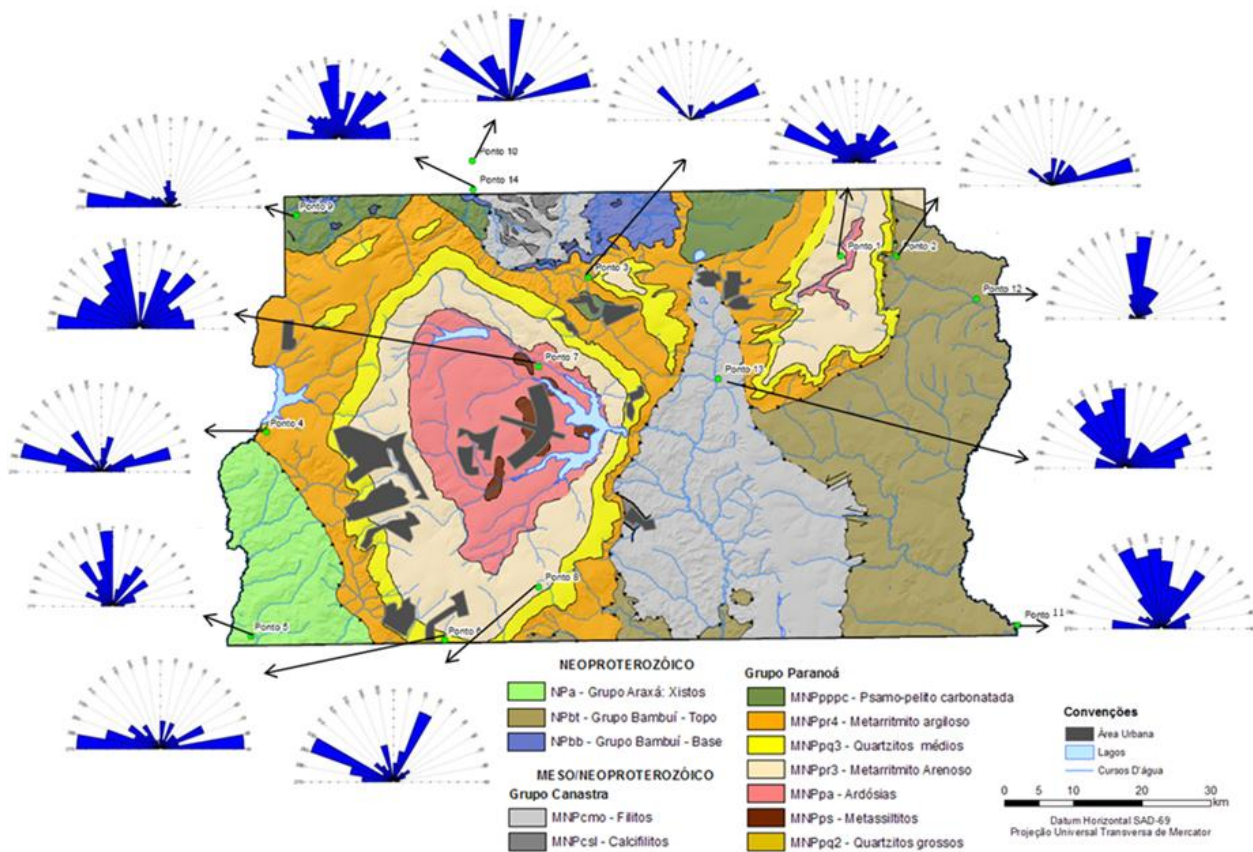 Ponto 10
Ponto 14
Ponto 9
Ponto 3
Ponto 1
Ponto 2
Ponto 12
Ponto 7
Ponto 13
Ponto 4
Ponto 8
Ponto 5
Ponto 6
Ponto 11
NEOPROTEROZÓICO
NPa - Grupo Araxá: Xistos
NPbt - Grupo Bambuí - Topo
NPbb - Grupo Bambuí - Base
MESO/NEOPROTEROZÓICO
Grupo Canastra
MNPcmo - Filitos
MNPcsl - Calcifilitos
Grupo Paranoá
MNPpppc - Psamo-pelito carbonatada
MNPpr4 - Metarritmito argiloso
MNPpq3 - Quartzitos médios
MNPpr3 - Metarritmito Arenoso
MNPpa - Ardósias
MNPps - Metassiltitos
MNPpq2 - Quartzitos grossos
Convenções
Área Urbana
Lagos
Cursos D'água
0 5 10 20 30
km
Datum Horizontal SAD-69
Projeção Universal Transversa de Mercator